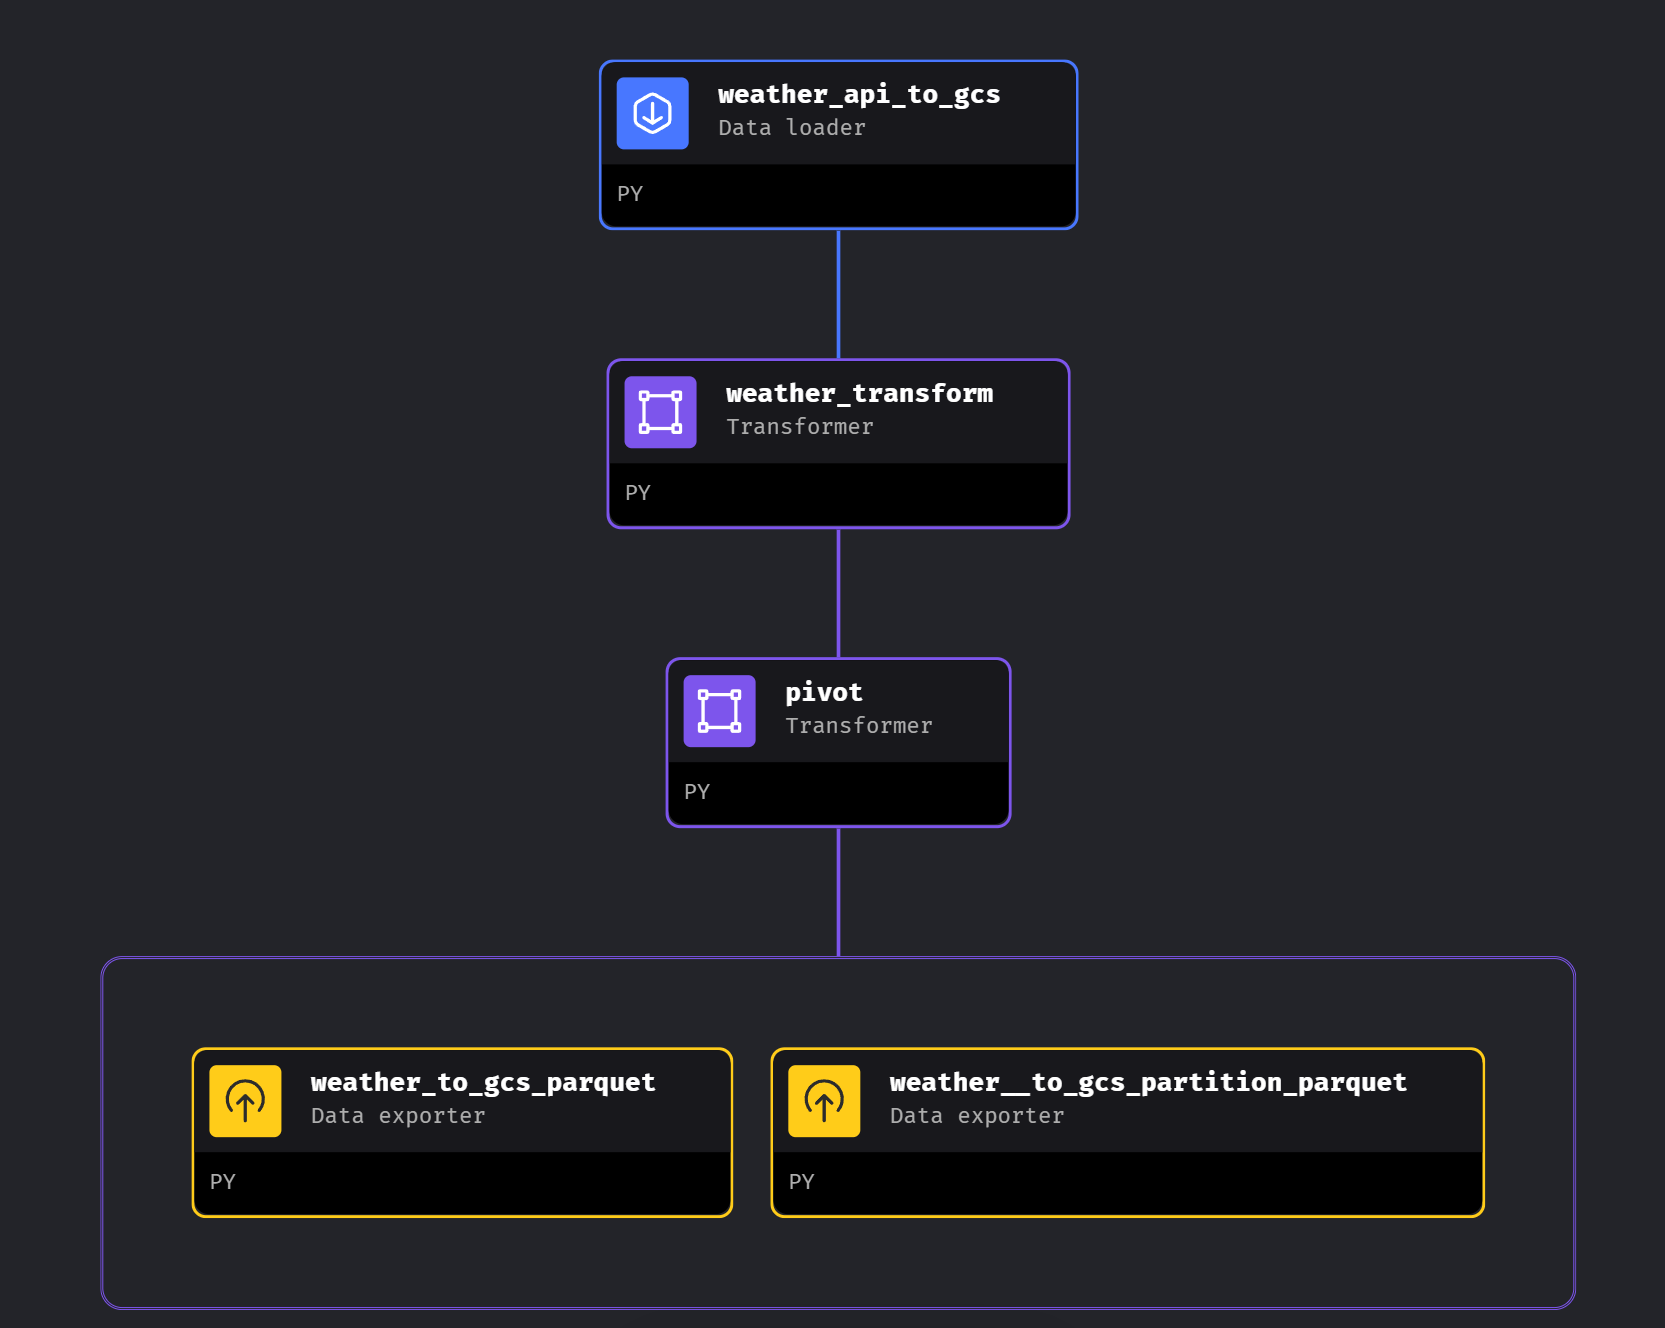 weather_api_to_gcs
Data loader
PY
weather_transform
Transformer
PY
pivot
Transformer
PY
weather_to_gcs_parquet
Data exporter
PY
weather__to_gcs_partition_parquet
Data exporter
PY